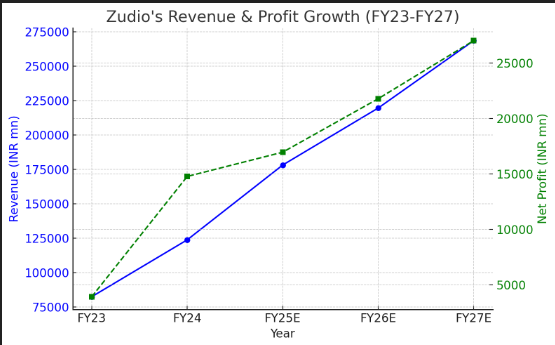 Zudio's Revenue & Profit Growth (FY23-FY27)
Revenue (INR mn)
275000
250000
225000
200000
175000
150000
125000
100000
75000
25000
20000
15000
10000
5000
Net Profit (INR mn)
FY23 FY24 FY25E FY26E FY27E
Year